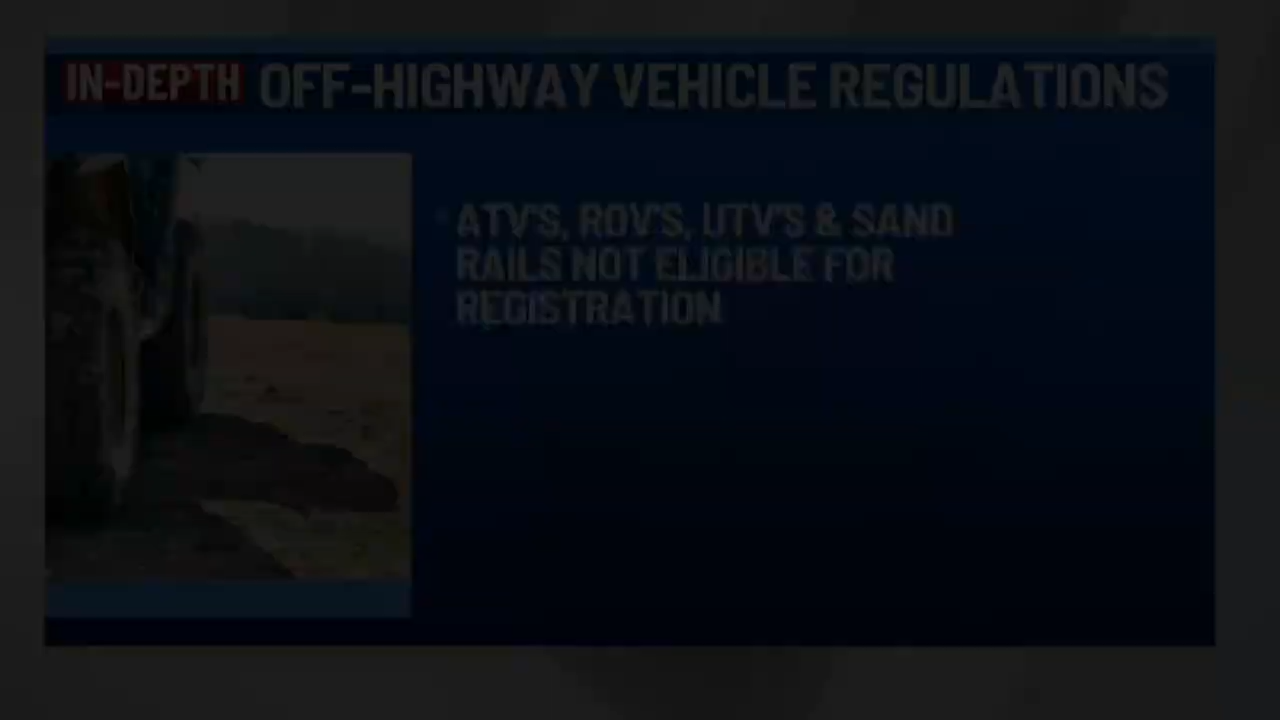 IN-DEPTH OFF-HIGHWAY VEHICLE REGULATIONS
ATV'S, ROV'S, UTV'S & SAND
RAILS NOT ELIGIBLE FOR
REGISTRATION